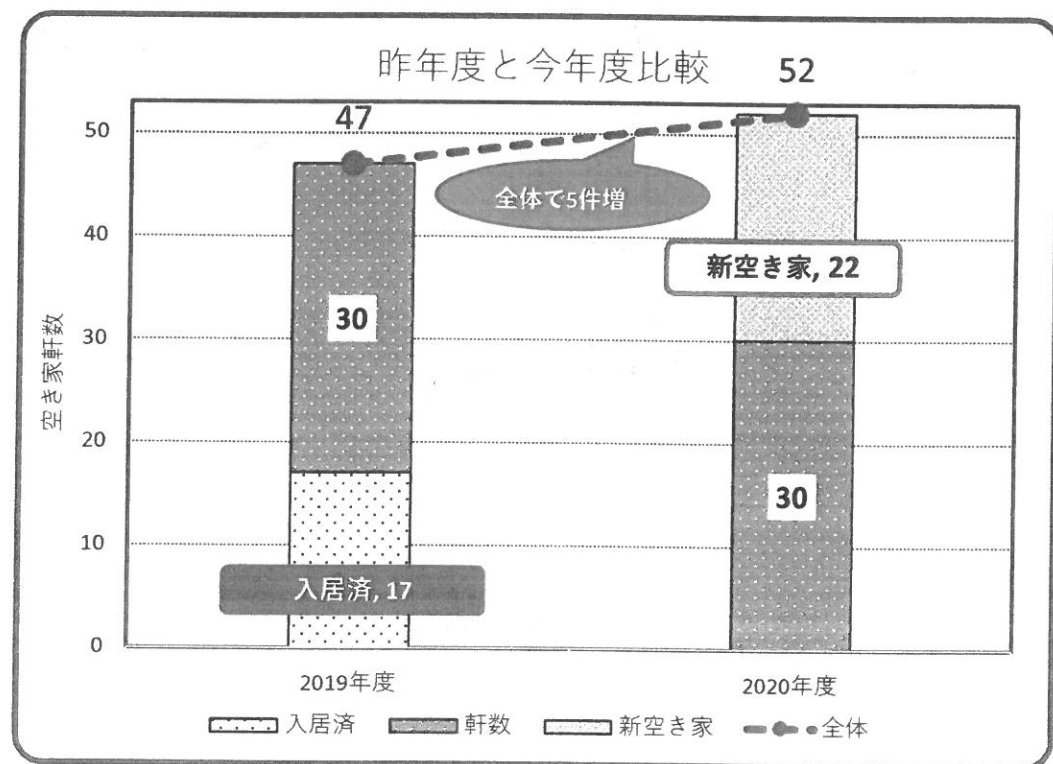 昨年度と今年度比較
52
47
50
全体で5件増
40
新空き家, 22
30
30
空き家軒数
20
30
10
入居済, 17
0
2019年度
2020年度
入居済
軒数
新空き家
全体